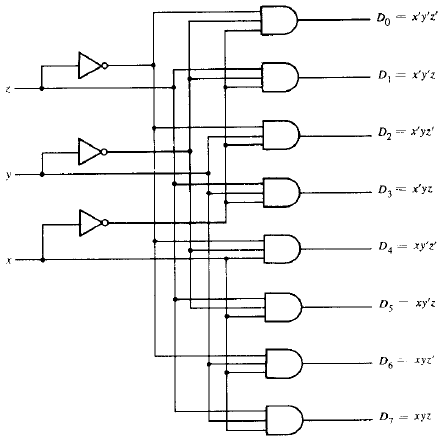 D₀ = x'y'z'
D₁ = x'y'z
z
D₂ = x'yz'
y
D₃ = x'yz
D₄ = xy'z'
x
D₅ = xy'z
D₆ = xyz'
D₇ = xyz